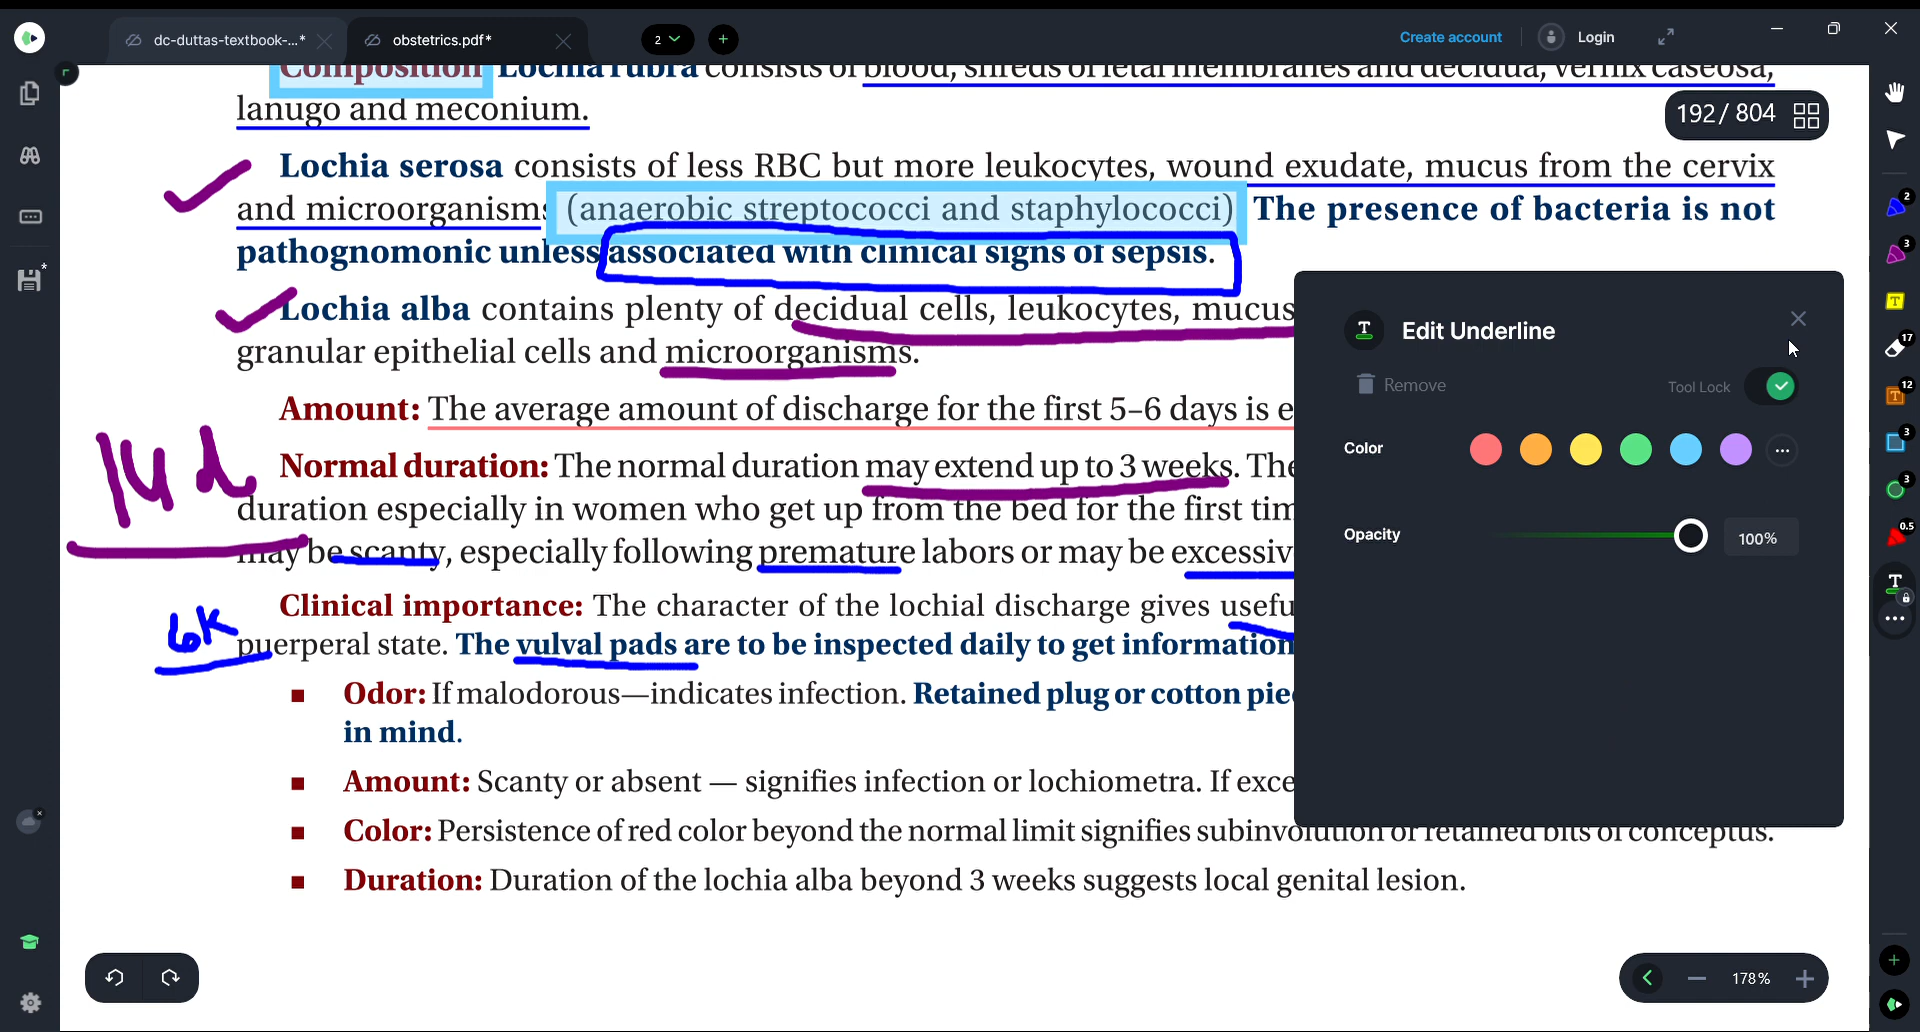 dc-duttas-textbook-...*
obstetrics.pdf*
2
Create account
Login
Composition Lochia rubra consists of blood, shreds of fetal membranes and decidua, vernix caseosa,
lanugo and meconium.
192/ 804
Lochia serosa consists of less RBC but more leukocytes, wound exudate, mucus from the cervix
and microorganisms (anaerobic streptococci and staphylococci) The presence of bacteria is not
pathognomonic unless associated with clinical signs of sepsis.
Lochia alba contains plenty of decidual cells, leukocytes, mucus
granular epithelial cells and microorganisms.
Amount: The average amount of discharge for the first 5–6 days is e
Normal duration: The normal duration may extend up to 3 weeks. The
duration especially in women who get up from the bed for the first tim
may be scanty, especially following premature labors or may be excessiv
Clinical importance: The character of the lochial discharge gives usefu
puerperal state. The vulval pads are to be inspected daily to get information
■ Odor: If malodorous—indicates infection. Retained plug or cotton piec
in mind.
■ Amount: Scanty or absent — signifies infection or lochiometra. If exce
■ Color: Persistence of red color beyond the normal limit signifies subinvolution or retained bits of conceptus.
■ Duration: Duration of the lochia alba beyond 3 weeks suggests local genital lesion.
Edit Underline
Remove
Tool Lock
Color
Opacity
100%
2
3
T
17
12
T
3
3
0.5
T
178%